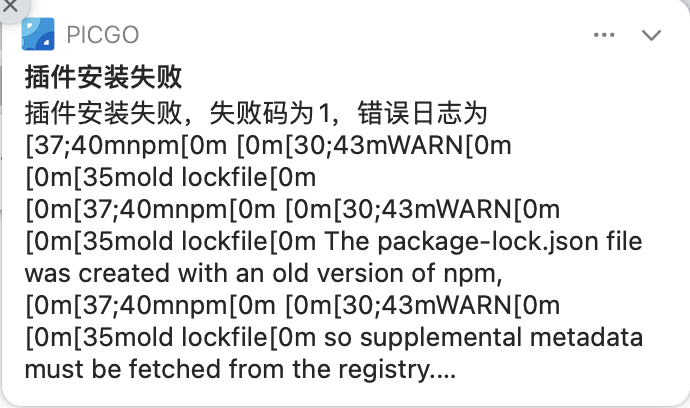 PICGO
插件安装失败
插件安装失败，失败码为1，错误日志为
[37;40mnpm[0m [0m[30;43mWARN[0m
[0m[35mold lockfile[0m
[0m[37;40mnpm[0m [0m[30;43mWARN[0m
[0m[35mold lockfile[0m The package-lock.json file
was created with an old version of npm,
[0m[37;40mnpm[0m [0m[30;43mWARN[0m
[0m[35mold lockfile[0m so supplemental metadata
must be fetched from the registry....